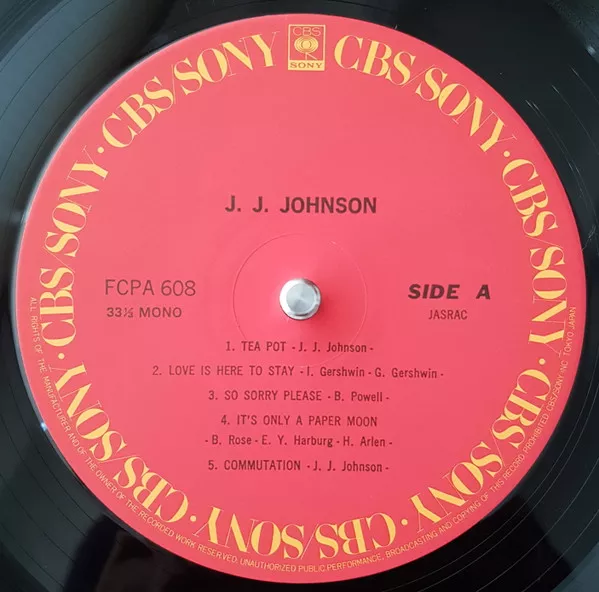 CBS
SONY
CBS/SONY · CBS/SONY · CBS/SONY · CBS/SONY · CBS/SONY · CBS/SONY · CBS/SONY · CBS/SONY
J. J. JOHNSON
FCPA 608
33⅓ MONO
SIDE A
JASRAC
1. TEA POT - J. J. Johnson -
2. LOVE IS HERE TO STAY - I. Gershwin - G. Gershwin -
3. SO SORRY PLEASE - B. Powell -
4. IT'S ONLY A PAPER MOON
- B. Rose - E. Y. Harburg - H. Arlen -
5. COMMUTATION - J. J. Johnson -
ALL RIGHTS OF THE MANUFACTURER AND OF THE OWNER OF THE RECORDED WORK RESERVED. UNAUTHORIZED PUBLIC PERFORMANCE, BROADCASTING AND COPYING OF THIS RECORD PROHIBITED CBS/SONY INC. TOKYO JAPAN